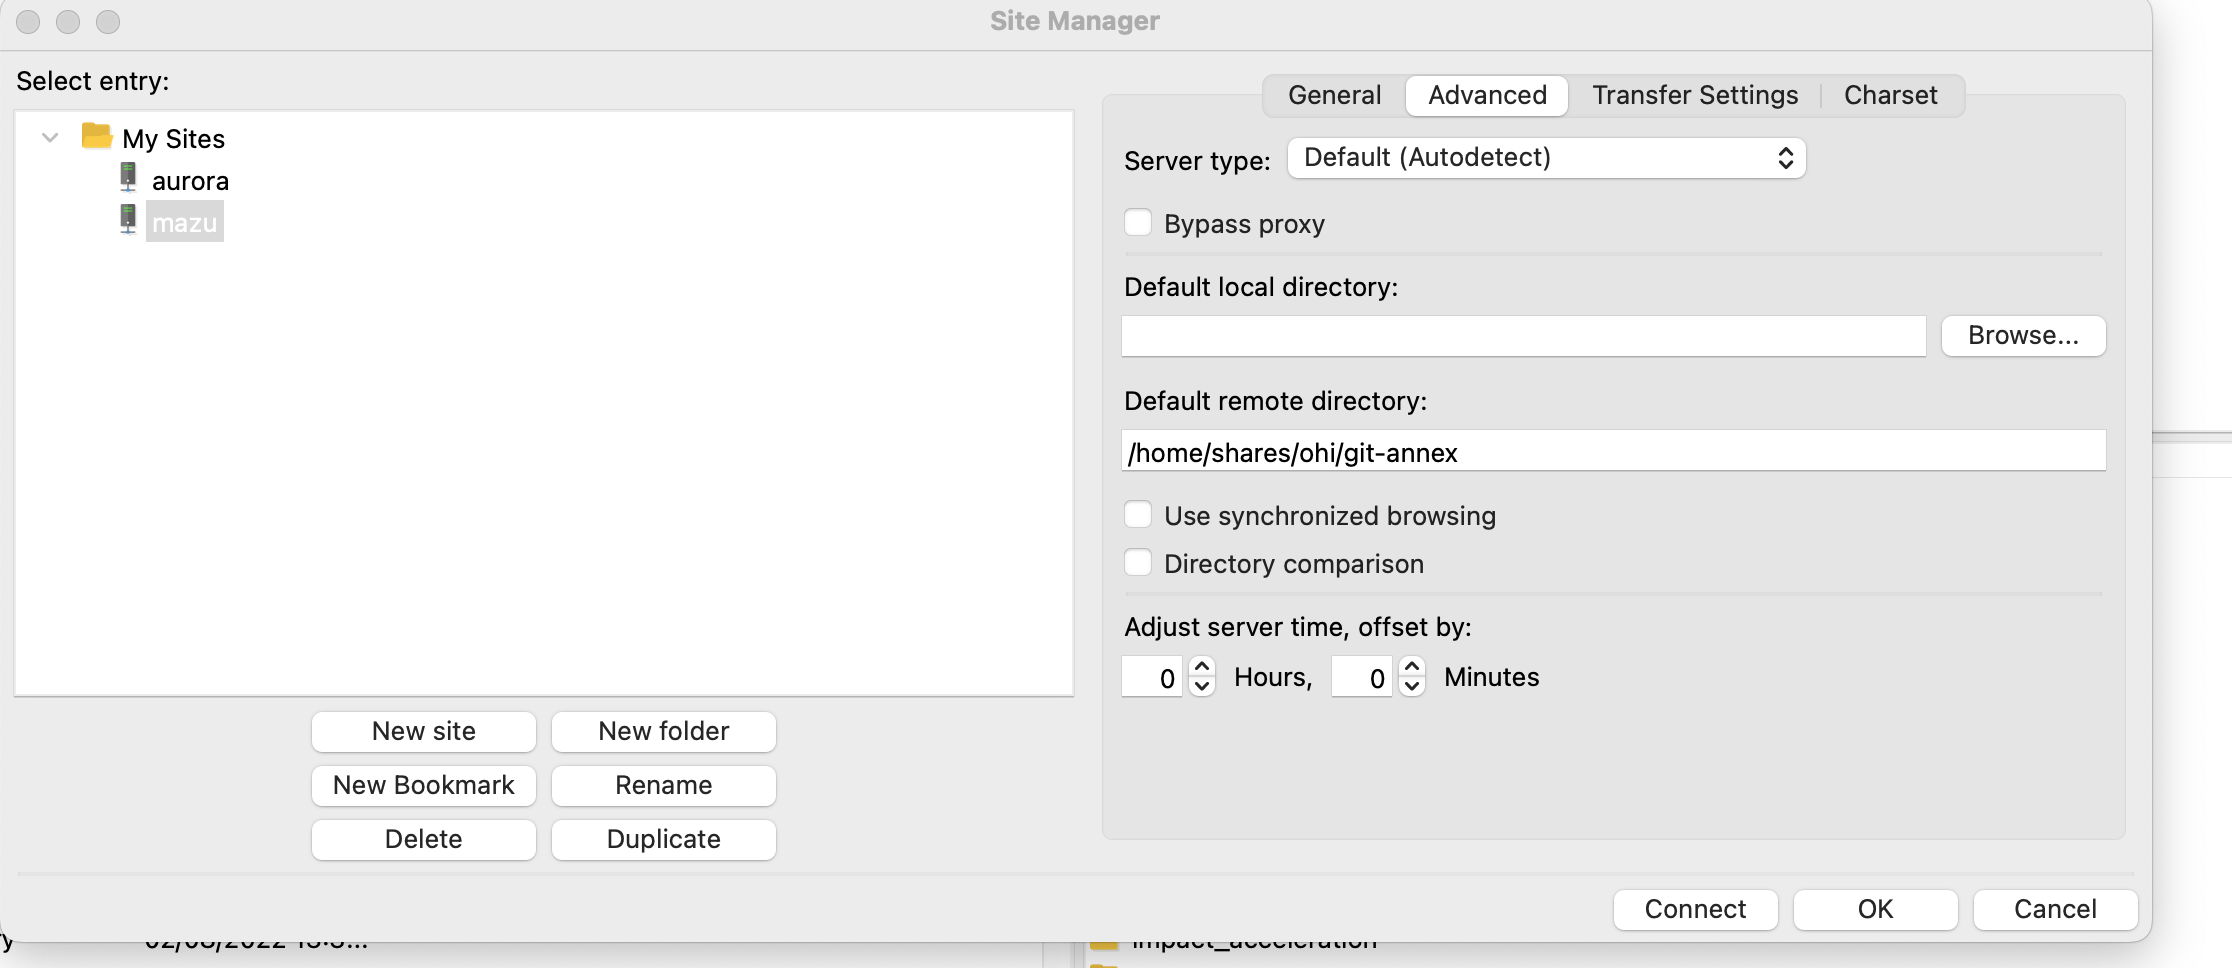 Site Manager
Select entry:
My Sites
aurora
mazu
New site
New folder
New Bookmark
Rename
Delete
Duplicate
General
Advanced
Transfer Settings
Charset
Server type:
Default (Autodetect)
Bypass proxy
Default local directory:
Browse...
Default remote directory:
/home/shares/ohi/git-annex
Use synchronized browsing
Directory comparison
Adjust server time, offset by:
0 Hours, 0 Minutes
Connect
OK
Cancel
impact_acceleration